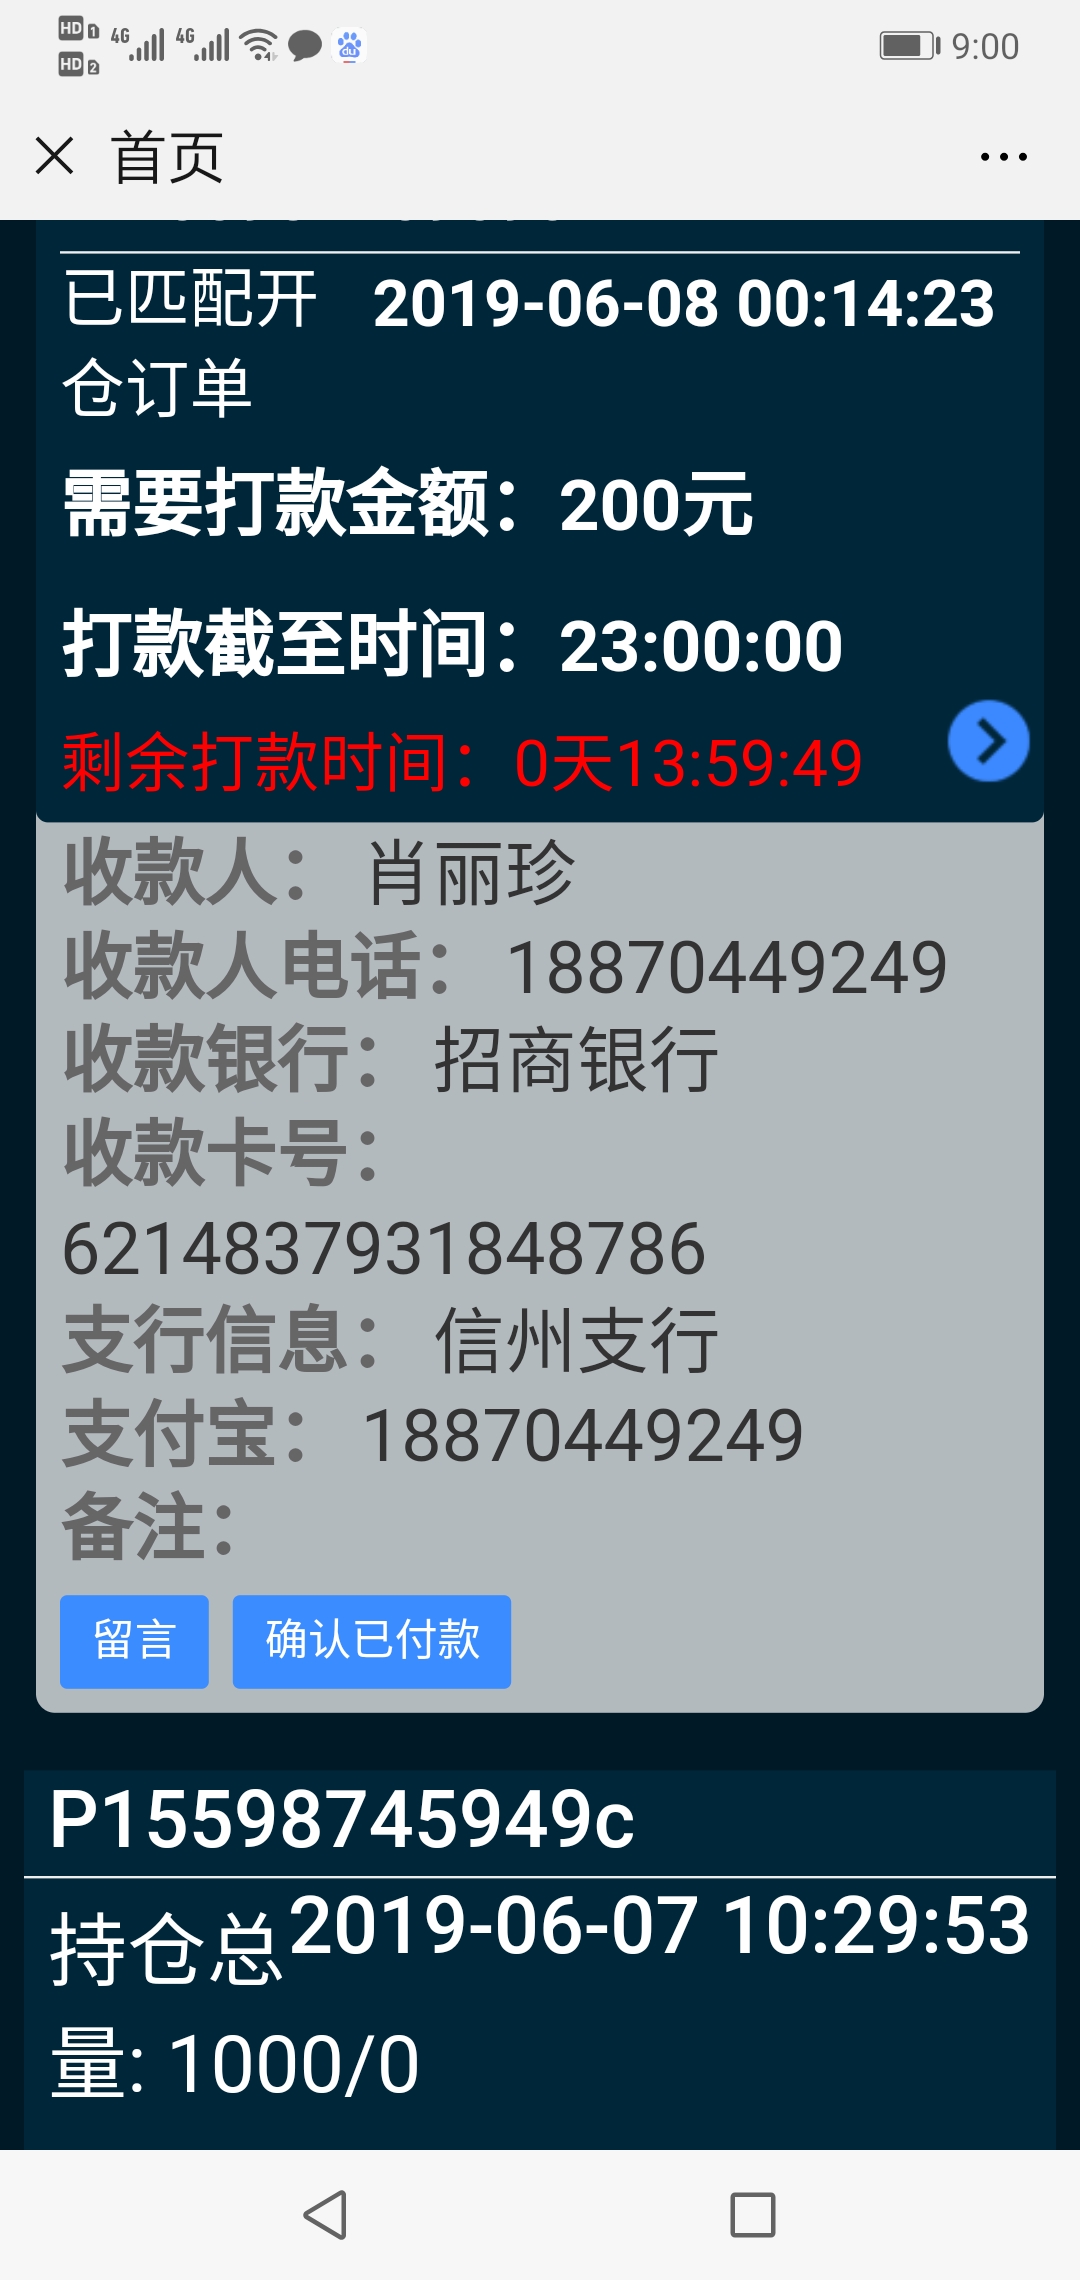 HD 1 4G 4G 9:00
HD 2
du
首页
已匹配开 2019-06-08 00:14:23
仓订单
需要打款金额：200元
打款截至时间：23:00:00
剩余打款时间：0天13:59:49
收款人： 肖丽珍
收款人电话： 18870449249
收款银行： 招商银行
收款卡号：
6214837931848786
支行信息： 信州支行
支付宝： 18870449249
备注：
留言 确认已付款
P15598745949c
持仓总 2019-06-07 10:29:53
量: 1000/0